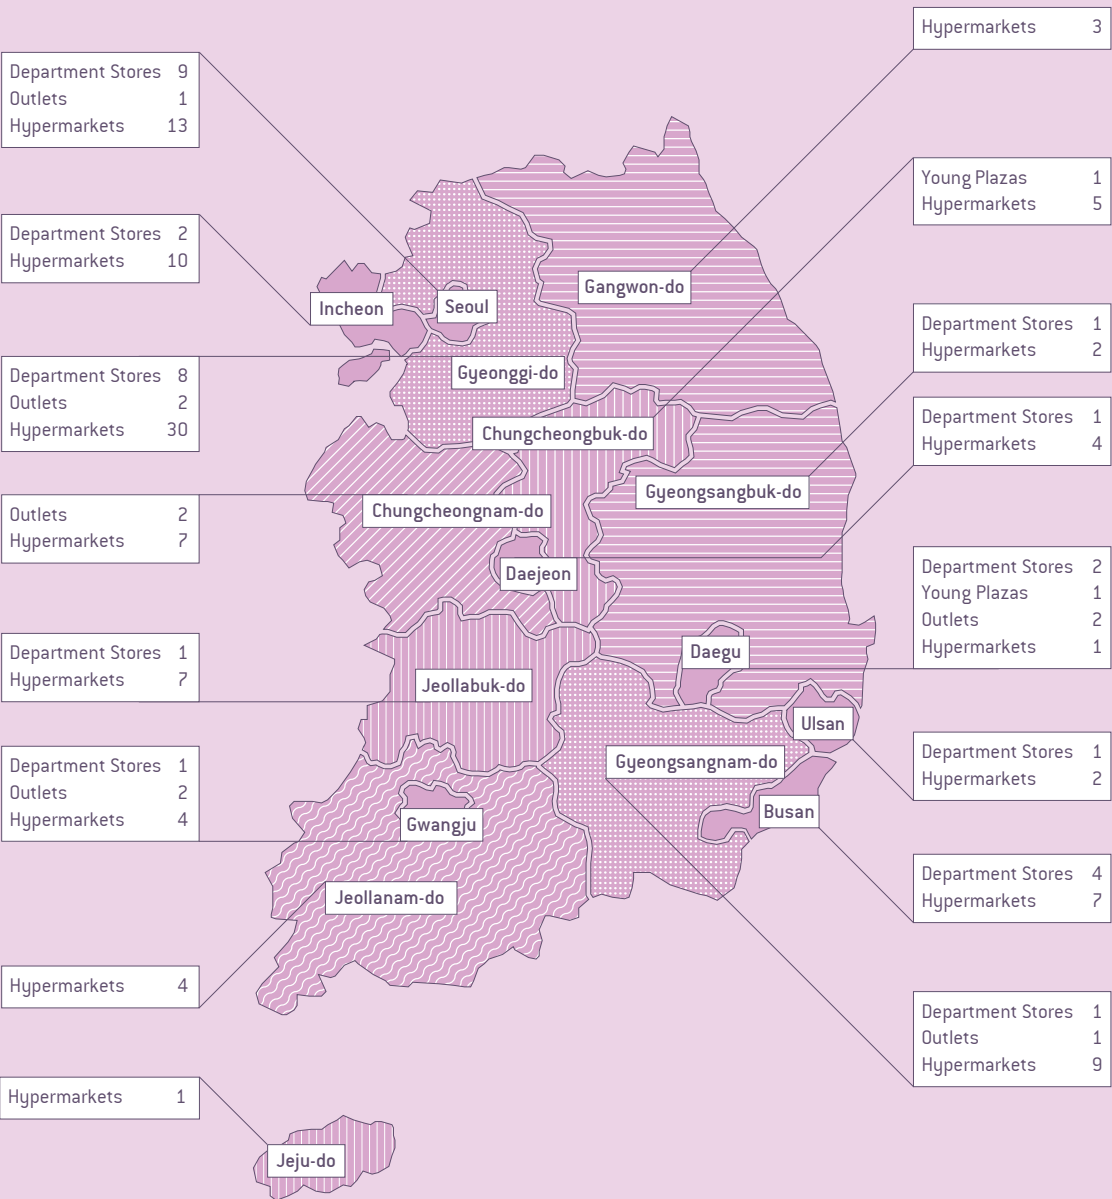 Hypermarkets 3
Department Stores 9
Outlets 1
Hypermarkets 13
Young Plazas 1
Hypermarkets 5
Department Stores 2
Hypermarkets 10
Gangwon-do
Incheon
Seoul
Department Stores 1
Hypermarkets 2
Department Stores 8
Outlets 2
Hypermarkets 30
Gyeonggi-do
Chungcheongbuk-do
Department Stores 1
Hypermarkets 4
Gyeongsangbuk-do
Outlets 2
Hypermarkets 7
Chungcheongnam-do
Daejeon
Department Stores 2
Young Plazas 1
Outlets 2
Hypermarkets 1
Department Stores 1
Hypermarkets 7
Daegu
Jeollabuk-do
Ulsan
Department Stores 1
Hypermarkets 2
Gyeongsangnam-do
Department Stores 1
Outlets 2
Hypermarkets 4
Busan
Gwangju
Department Stores 4
Hypermarkets 7
Jeollanam-do
Hypermarkets 4
Department Stores 1
Outlets 1
Hypermarkets 9
Hypermarkets 1
Jeju-do